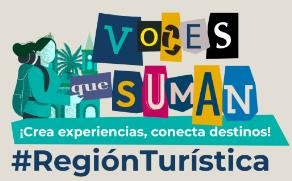 VOCES
que SUMAN
¡Crea experiencias, conecta destinos!
#RegiónTurística